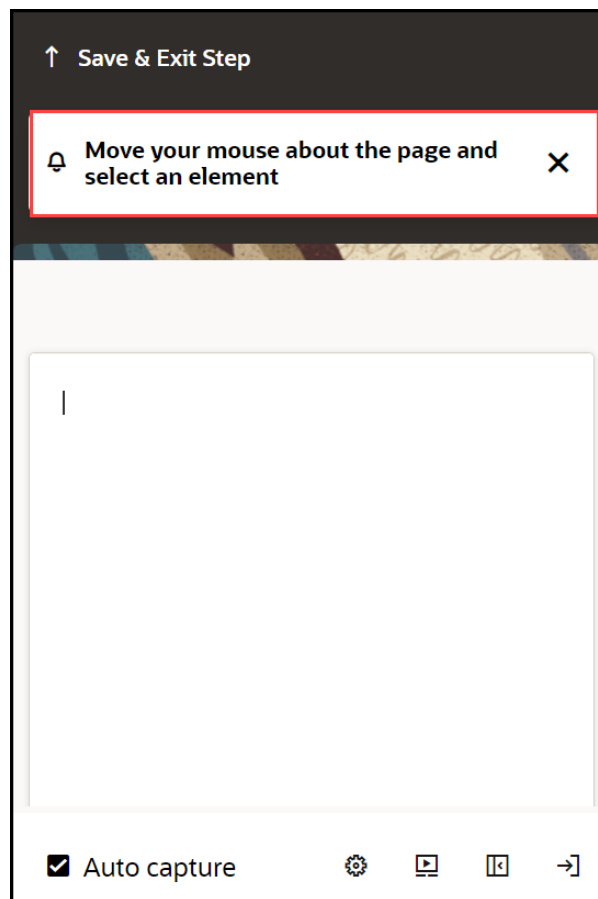 Save & Exit Step
Move your mouse about the page and
select an element
Auto capture